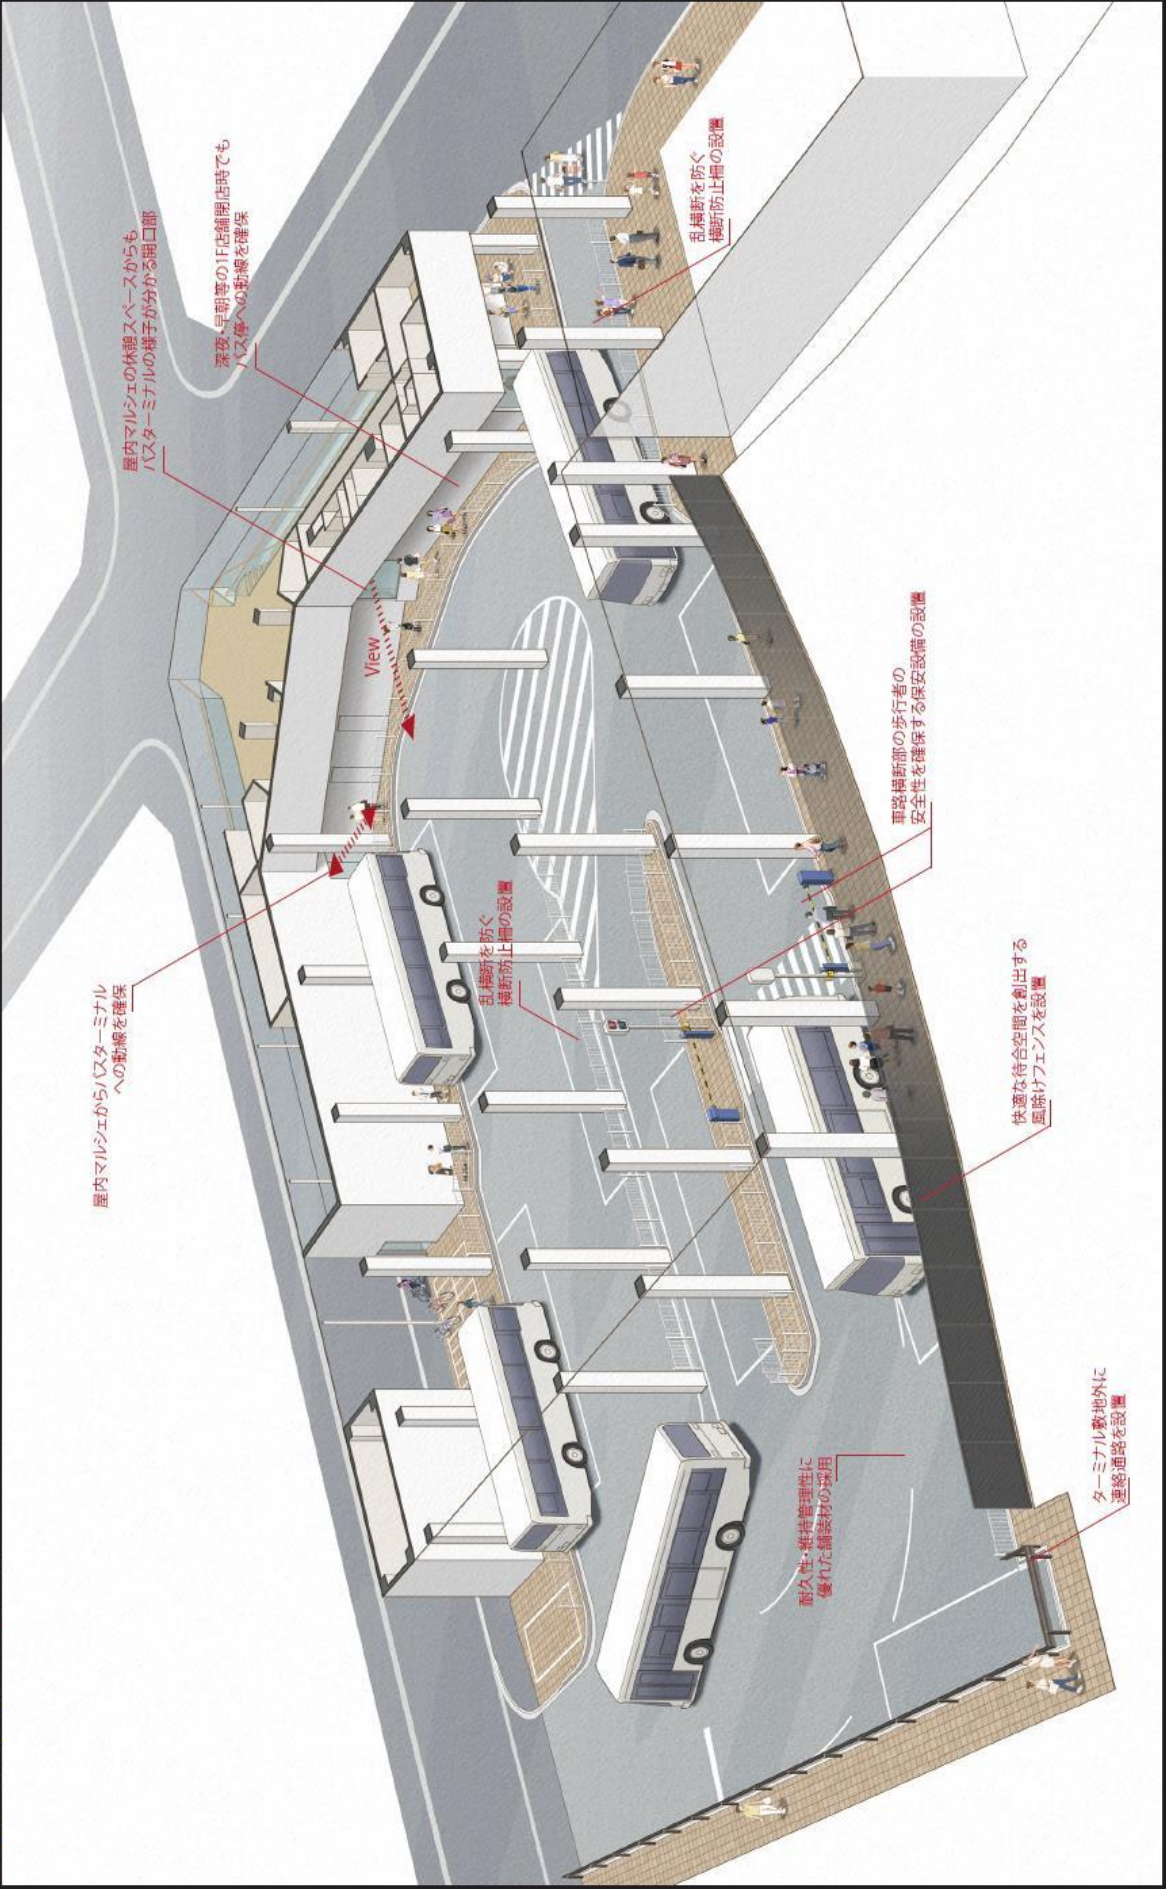 屋内マルシェからバスターミナル
への動線を確保
屋内マルシェの休憩スペースからも
バスターミナルの様子が分かる開口部
深夜・早朝等の1F店舗閉店時でも
バス停への動線を確保
View
乱横断を防ぐ
横断防止柵の設置
乱横断を防ぐ
横断防止柵の設置
耐久性・維持管理性に
優れた舗装材の採用
車路横断部の歩行者の
安全性を確保する保安設備の設置
快適な待合空間を創出する
風除けフェンスを設置
ターミナル敷地外に
連絡通路を設置